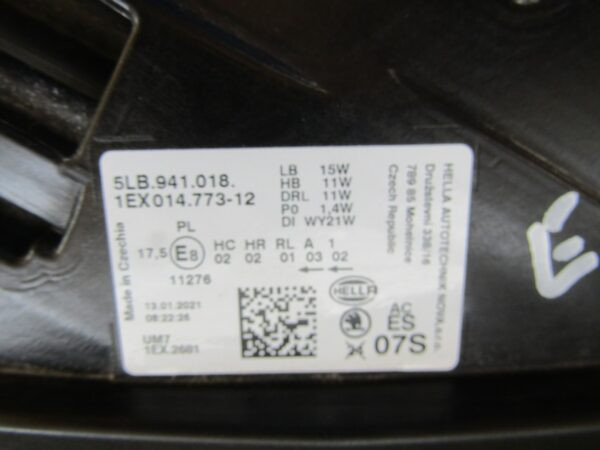 5LB.941.018.
1EX 014.773-12
LB 15W
HB 11W
DRL 11W
P0 1,4W
DI WY21W
HELLA AUTOTECHNIK NOVA,s.r.o.
Družstevní 338/16
789 85 Mohelnice
Czech Republic
Made in Czechia
PL
17,5 E8 HC HR RL A 1
02 02 01 03 02
11276
13.01.2021
08:22:26
UM7
1EX.2681
HELLA
AC
ES
07S